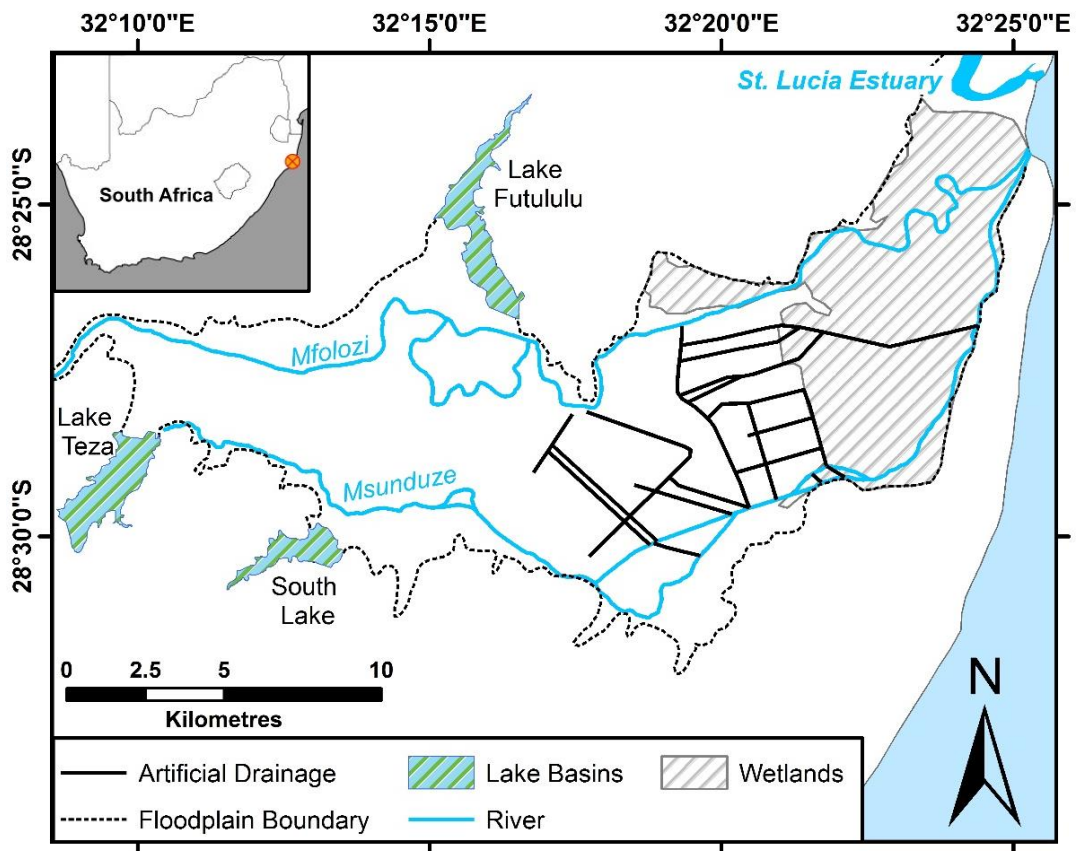 32°10'0"E
32°15'0"E
32°20'0"E
32°25'0"E
St. Lucia Estuary
South Africa
Lake
Futululu
28°25'0"S
Mfolozi
Lake
Teza
Msunduze
28°30'0"S
South
Lake
0 2.5 5 10
Kilometres
N
Artificial Drainage
Lake Basins
Wetlands
Floodplain Boundary
River